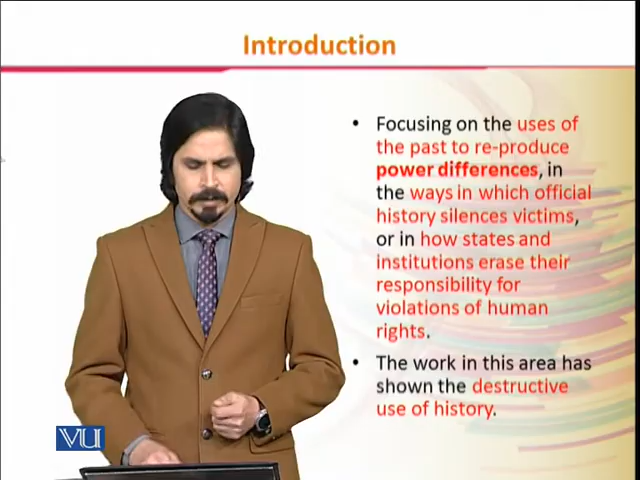 Introduction
• Focusing on the uses of
the past to re-produce
power differences, in
the ways in which official
history silences victims,
or in how states and
institutions erase their
responsibility for
violations of human
rights.
• The work in this area has
shown the destructive
use of history.
VU